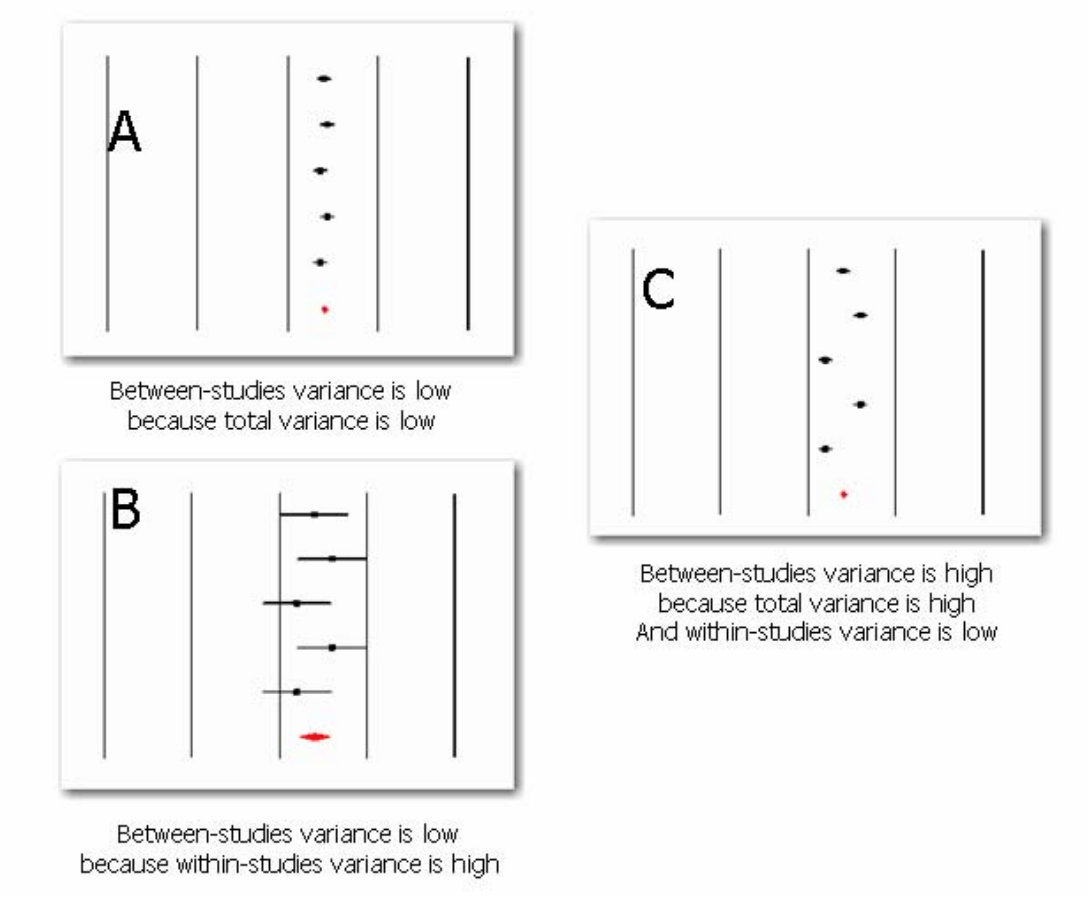 A
Between-studies variance is low
because total variance is low
B
Between-studies variance is low
because within-studies variance is high
C
Between-studies variance is high
because total variance is high
And within-studies variance is low